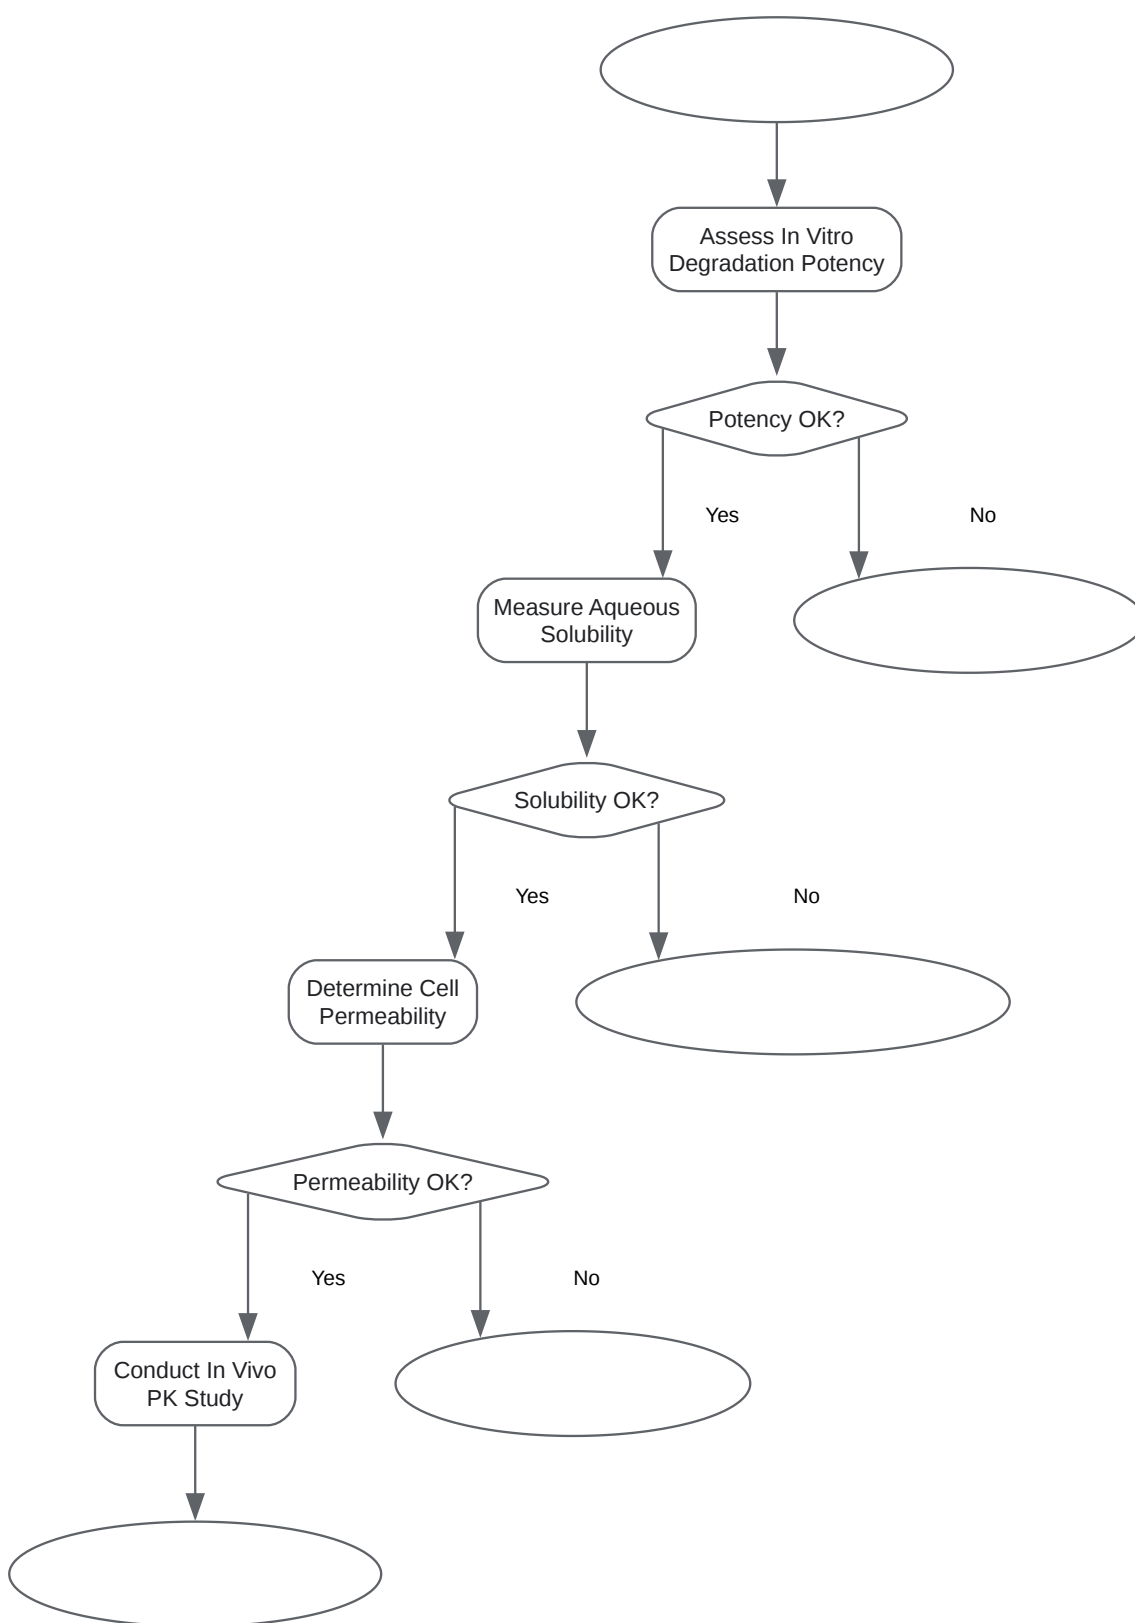 Assess In Vitro
Degradation Potency
Potency OK?
Yes
No
Measure Aqueous
Solubility
Solubility OK?
Yes
No
Determine Cell
Permeability
Permeability OK?
Yes
No
Conduct In Vivo
PK Study